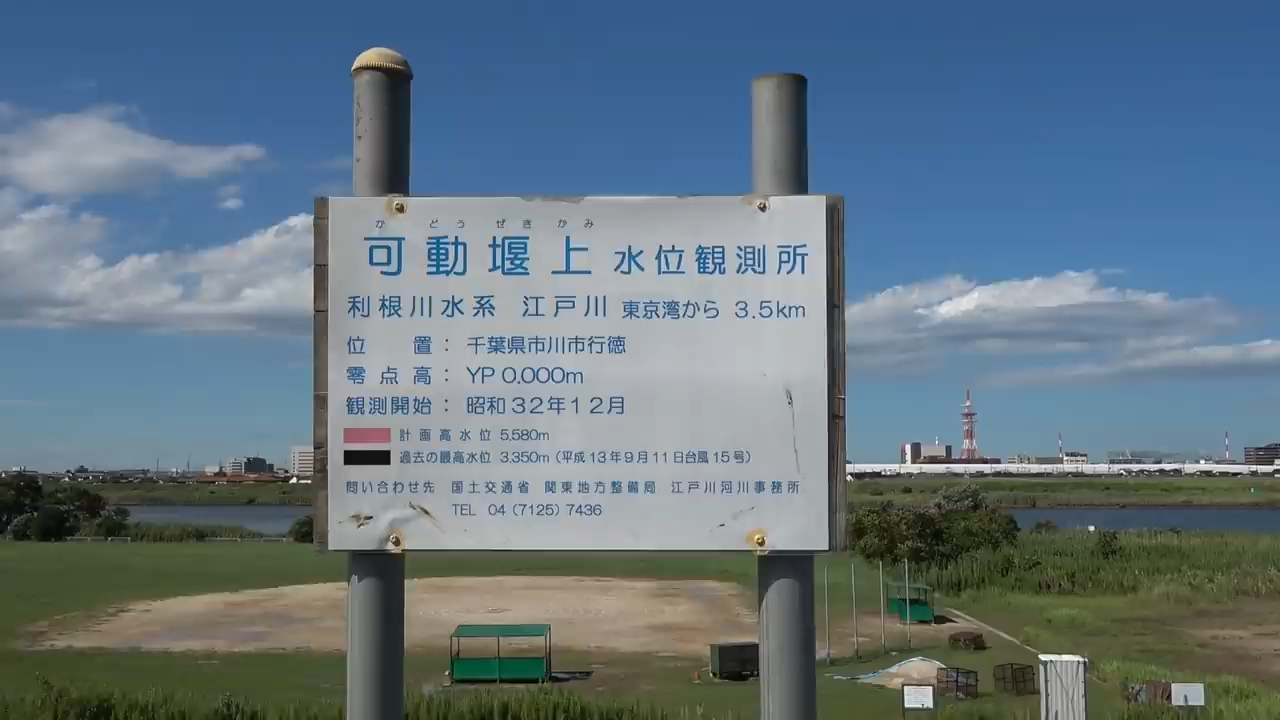 か どう ぜき かみ
可動堰上 水位観測所
利根川水系 江戸川 東京湾から 3.5km
位 置： 千葉県市川市行徳
零点高： YP 0.000m
観測開始： 昭和32年12月
計画高水位 5,580m
過去の最高水位 3,350m（平成13年9月11日台風15号）
問い合わせ先 国土交通省 関東地方整備局 江戸川河川事務所
TEL 04（7125）7436